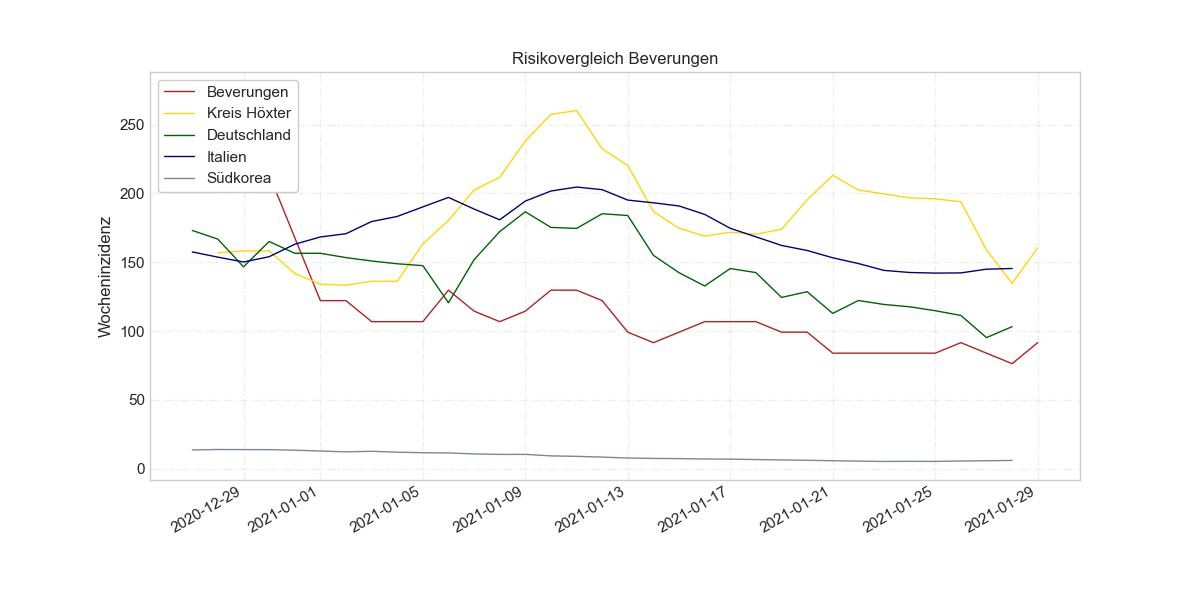 Risikovergleich Beverungen
Beverungen
Kreis Höxter
Deutschland
Italien
Südkorea
Wocheninzidenz
250
200
150
100
50
0
2020-12-29
2021-01-01
2021-01-05
2021-01-09
2021-01-13
2021-01-17
2021-01-21
2021-01-25
2021-01-29